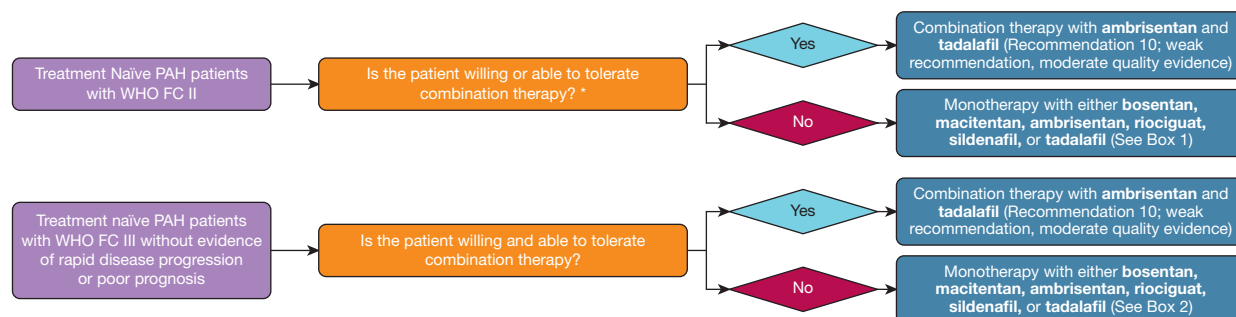 Treatment Naïve PAH patients
with WHO FC II
Is the patient willing or able to tolerate
combination therapy? *
Yes
Combination therapy with ambrisentan and
tadalafil (Recommendation 10; weak
recommendation, moderate quality evidence)
No
Monotherapy with either bosentan,
macitentan, ambrisentan, riociguat,
sildenafil, or tadalafil (See Box 1)
Treatment naïve PAH patients
with WHO FC III without evidence
of rapid disease progression
or poor prognosis
Is the patient willing and able to tolerate
combination therapy?
Yes
Combination therapy with ambrisentan and
tadalafil (Recommendation 10; weak
recommendation, moderate quality evidence)
No
Monotherapy with either bosentan,
macitentan, ambrisentan, riociguat,
sildenafil, or tadalafil (See Box 2)